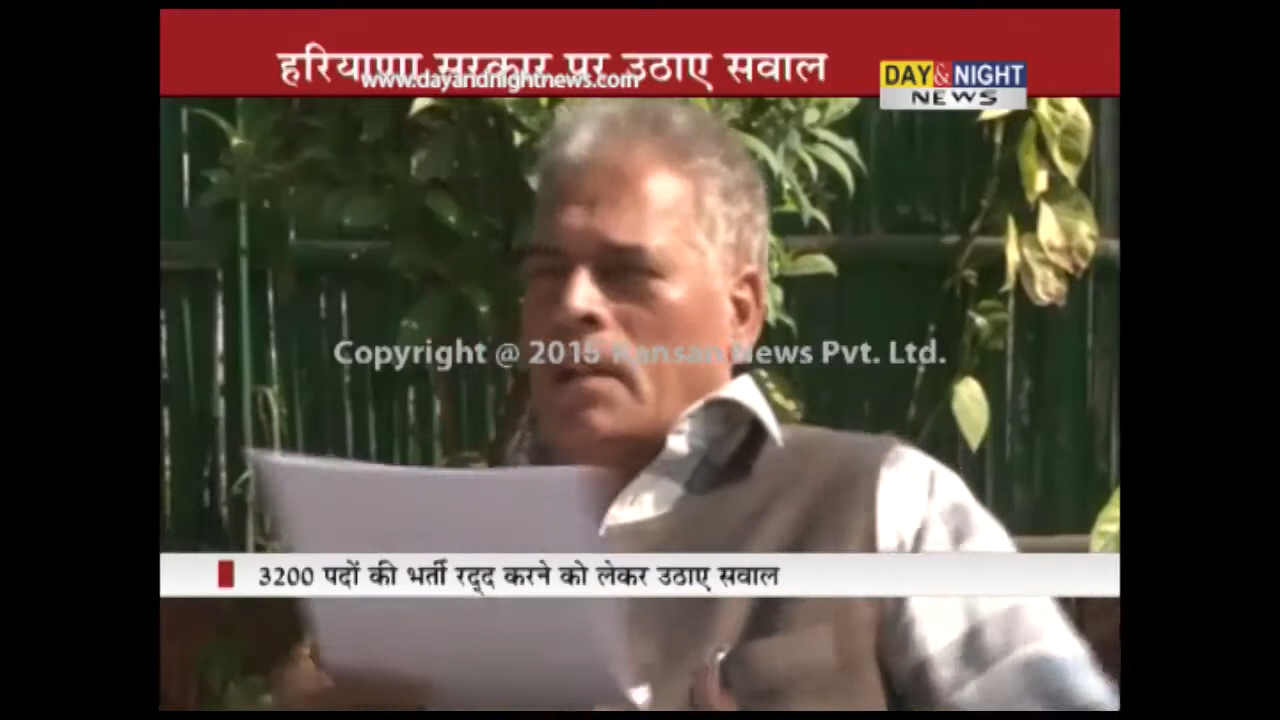 हरियाणा सरकार पर उठाए सवाल
www.dayandnightnews.com
DAY & NIGHT
NEWS
Copyright @ 2015 Kansan News Pvt. Ltd.
3200 पदों की भर्ती रद्द करने को लेकर उठाए सवाल